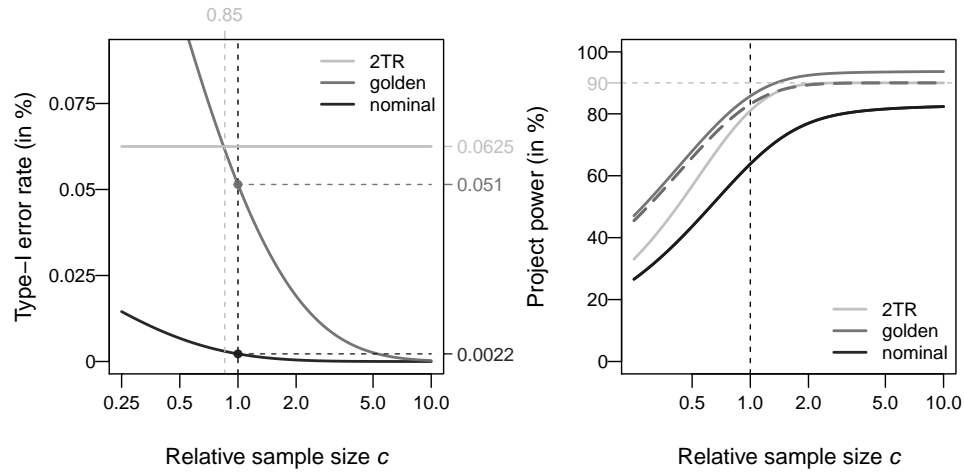 0.85
Type−I error rate (in %)
0.075
0.05
0.025
0
2TR
golden
nominal
0.0625
0.051
0.0022
0.25
0.5
1.0
2.0
5.0
10.0
Relative sample size c
Project power (in %)
100
90
80
60
40
20
0
2TR
golden
nominal
0.5
1.0
2.0
5.0
10.0
Relative sample size c